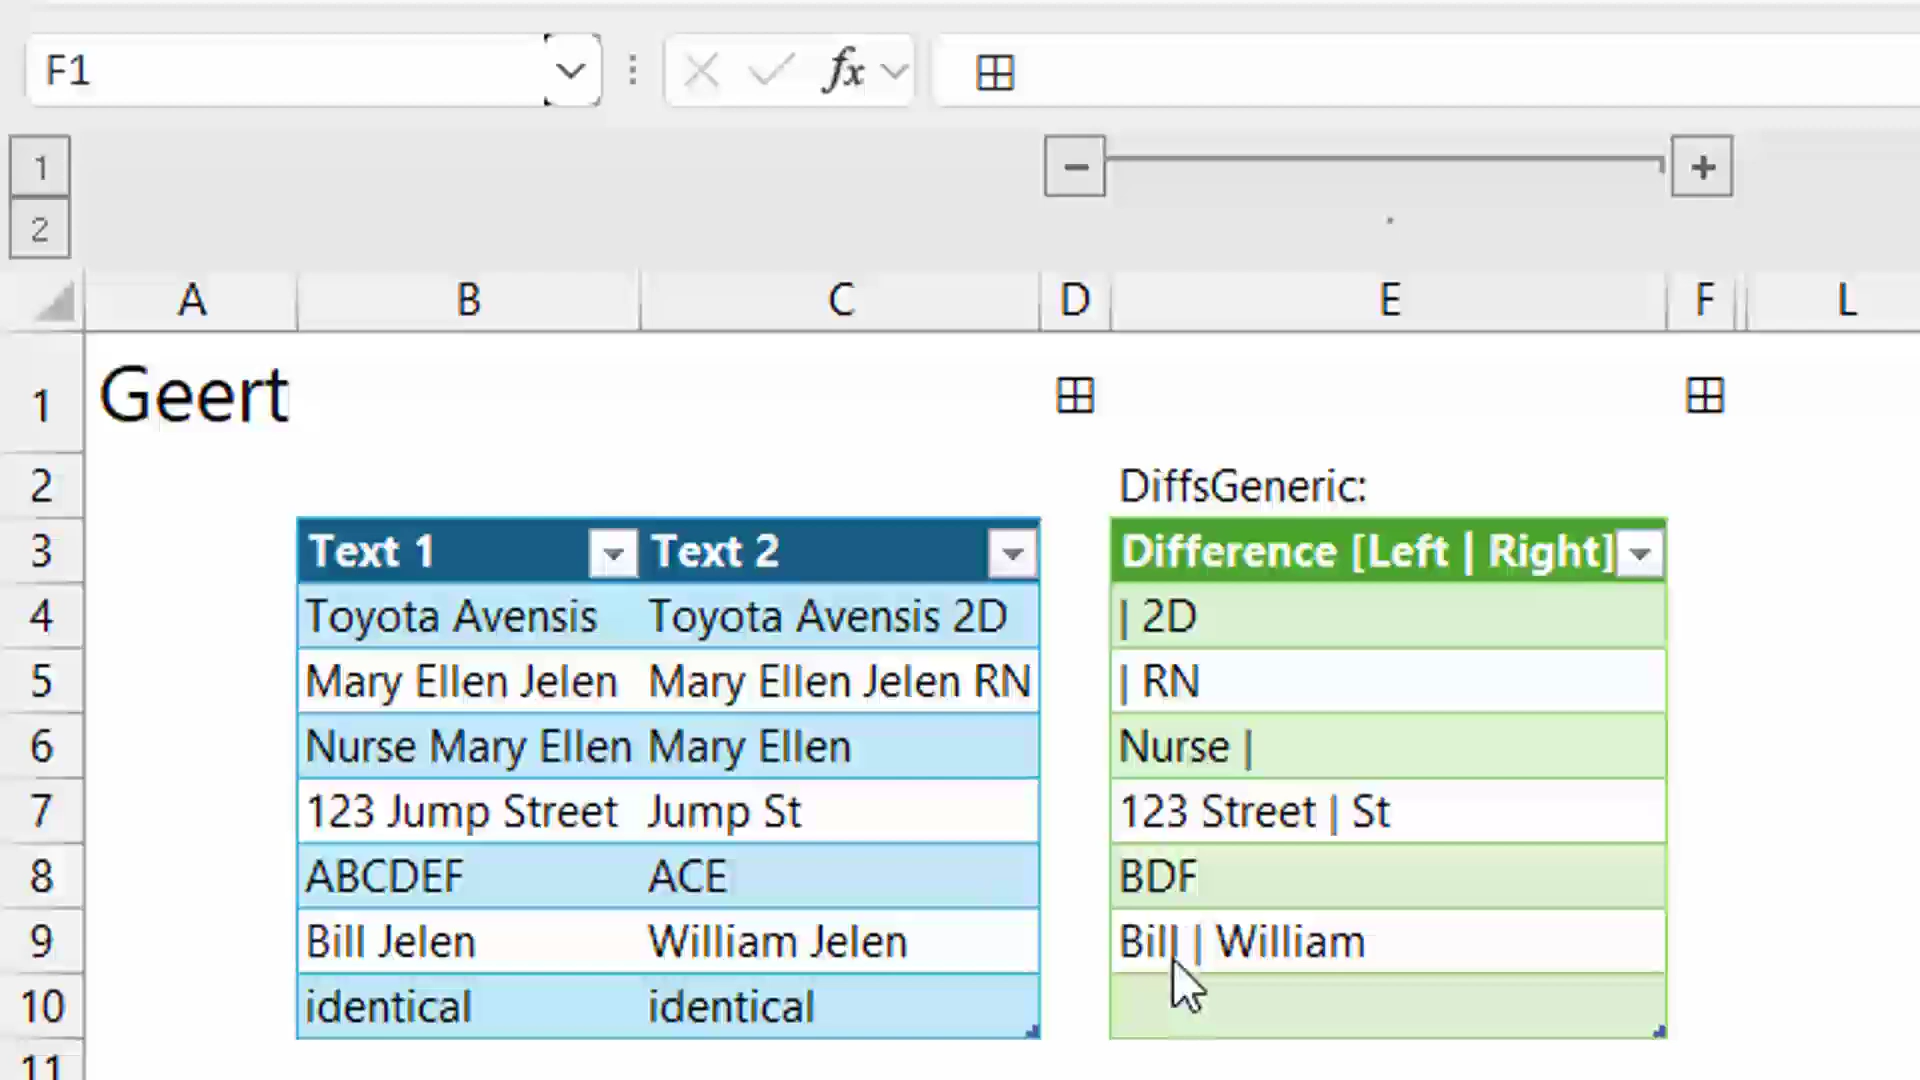 F1 fx ⊞
1 − +
2
A B C D E F L
1 Geert ⊞ ⊞
2 DiffsGeneric:
3 Text 1 Text 2 Difference [Left | Right]
4 Toyota Avensis Toyota Avensis 2D | 2D
5 Mary Ellen Jelen Mary Ellen Jelen RN | RN
6 Nurse Mary Ellen Mary Ellen Nurse |
7 123 Jump Street Jump St 123 Street | St
8 ABCDEF ACE BDF
9 Bill Jelen William Jelen Bill | William
10 identical identical
11